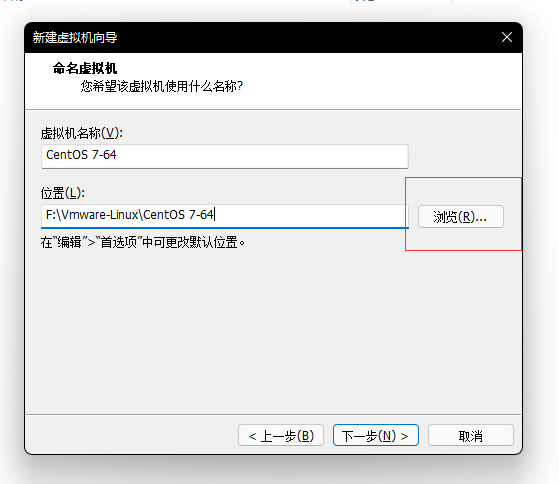 新建虚拟机向导
命名虚拟机
您希望该虚拟机使用什么名称?
虚拟机名称(V):
CentOS 7-64
位置(L):
F:\Vmware-Linux\CentOS 7-64
浏览(R)...
在"编辑">"首选项"中可更改默认位置。
< 上一步(B)
下一步(N) >
取消